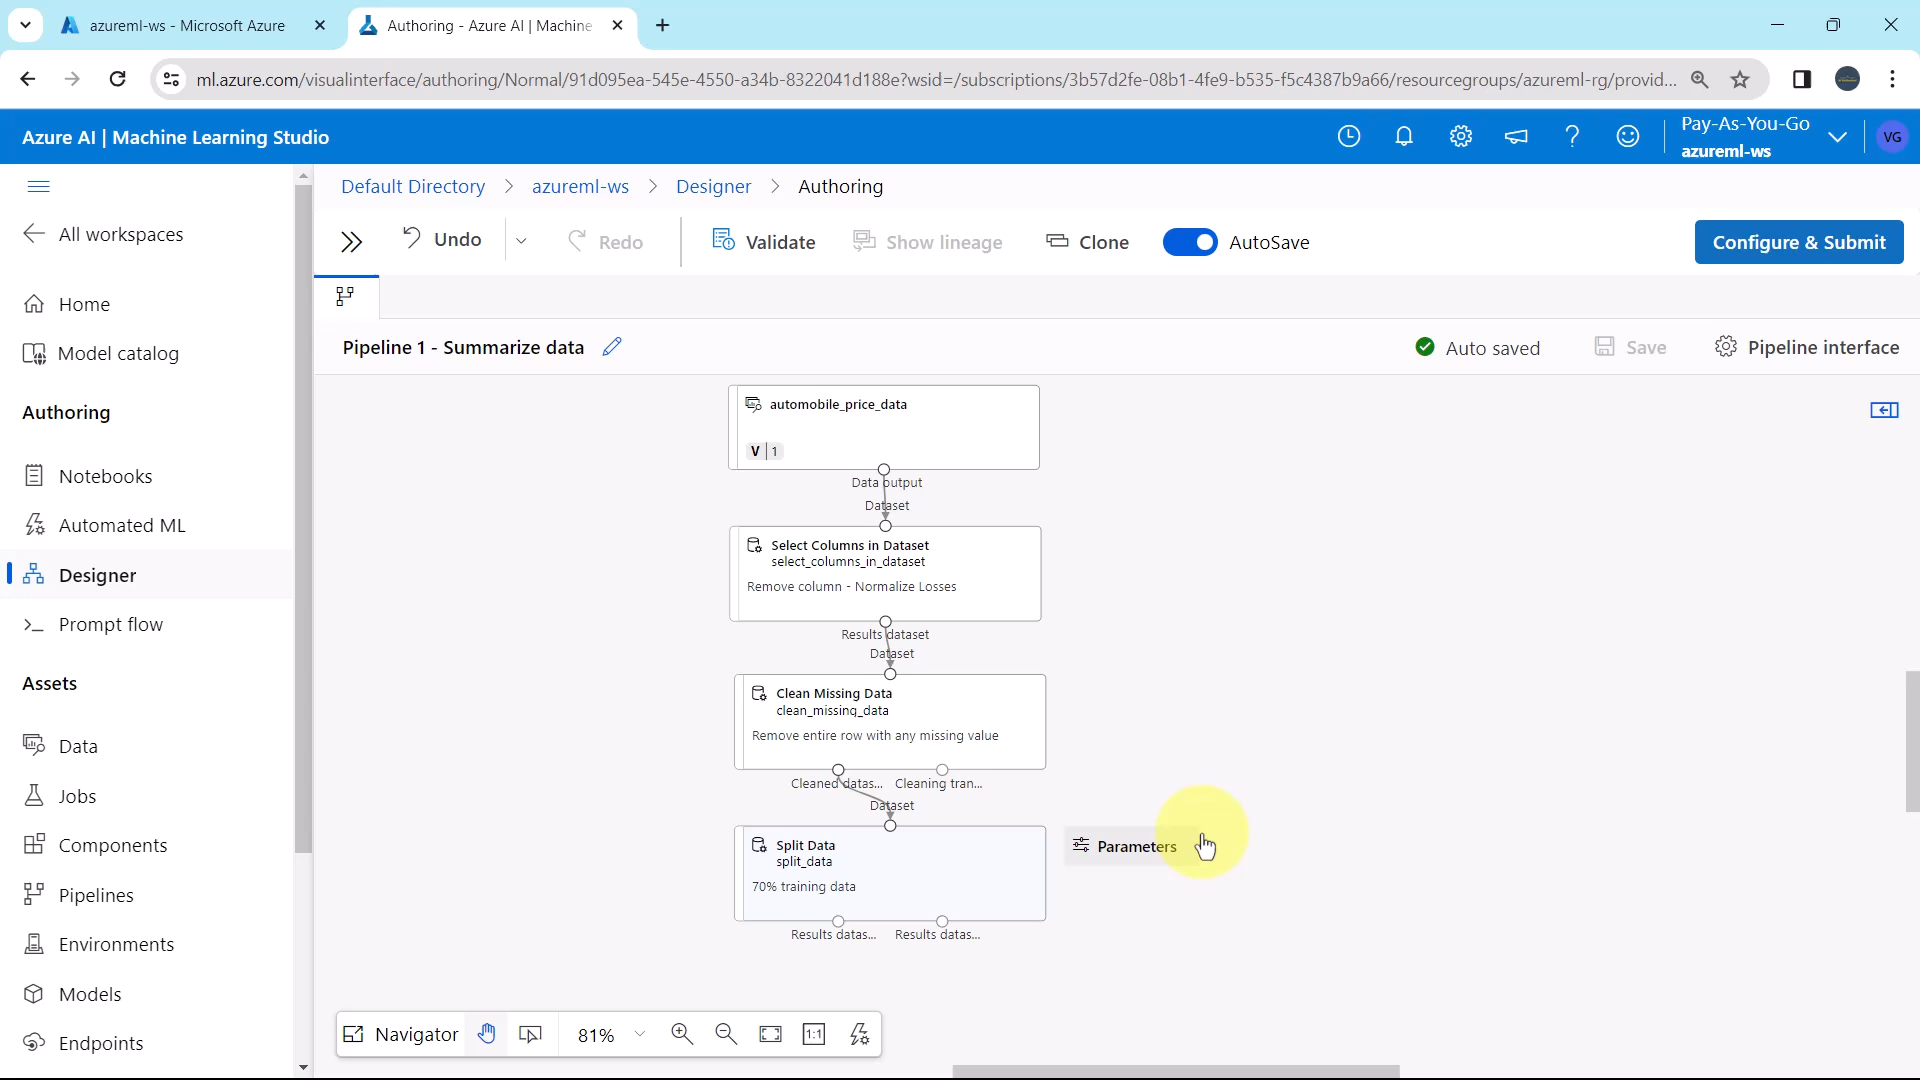 azureml-ws - Microsoft Azure
Authoring - Azure AI | Machine
ml.azure.com/visualinterface/authoring/Normal/91d095ea-545e-4550-a34b-8322041d188e?wsid=/subscriptions/3b57d2fe-08b1-4fe9-b535-f5c4387b9a66/resourcegroups/azureml-rg/provid...
Azure AI | Machine Learning Studio
Pay-As-You-Go
azureml-ws
VG
All workspaces
Home
Model catalog
Authoring
Notebooks
Automated ML
Designer
Prompt flow
Assets
Data
Jobs
Components
Pipelines
Environments
Models
Endpoints
Default Directory > azureml-ws > Designer > Authoring
Undo
Redo
Validate
Show lineage
Clone
AutoSave
Configure & Submit
Pipeline 1 - Summarize data
Auto saved
Save
Pipeline interface
automobile_price_data
V | 1
Data output
Dataset
Select Columns in Dataset
select_columns_in_dataset
Remove column - Normalize Losses
Results dataset
Dataset
Clean Missing Data
clean_missing_data
Remove entire row with any missing value
Cleaned datas... Cleaning tran...
Dataset
Split Data
split_data
70% training data
Results datas... Results datas...
Parameters
Navigator
81%
1:1